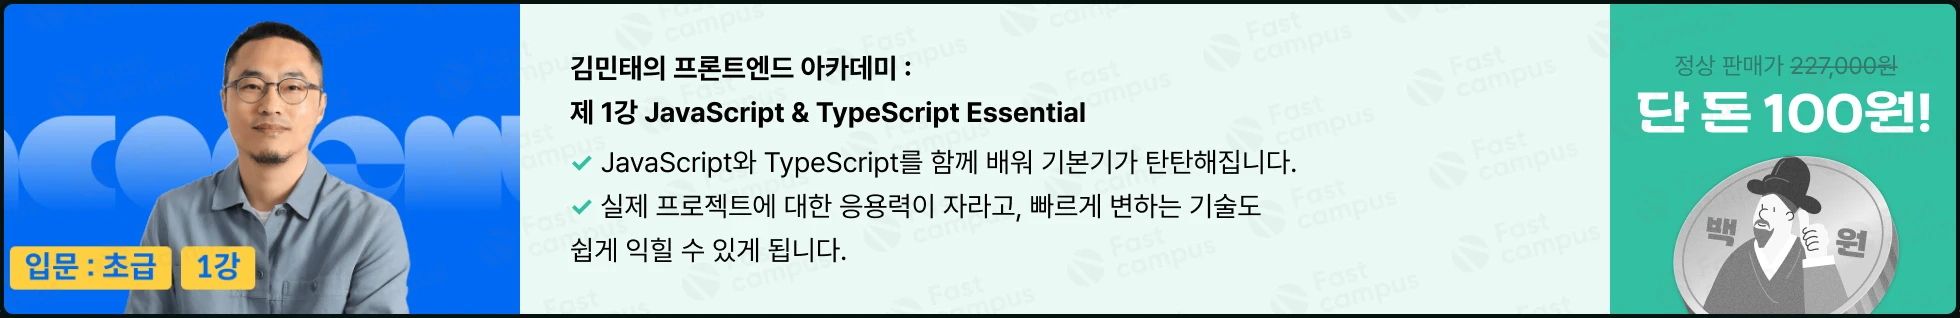 김민태의 프론트엔드 아카데미 :
제 1강 JavaScript & TypeScript Essential
JavaScript와 TypeScript를 함께 배워 기본기가 탄탄해집니다.
실제 프로젝트에 대한 응용력이 자라고, 빠르게 변하는 기술도
쉽게 익힐 수 있게 됩니다.
입문 : 초급
1강
정상 판매가 227,000원
단 돈 100원!
백 원
Fast campus